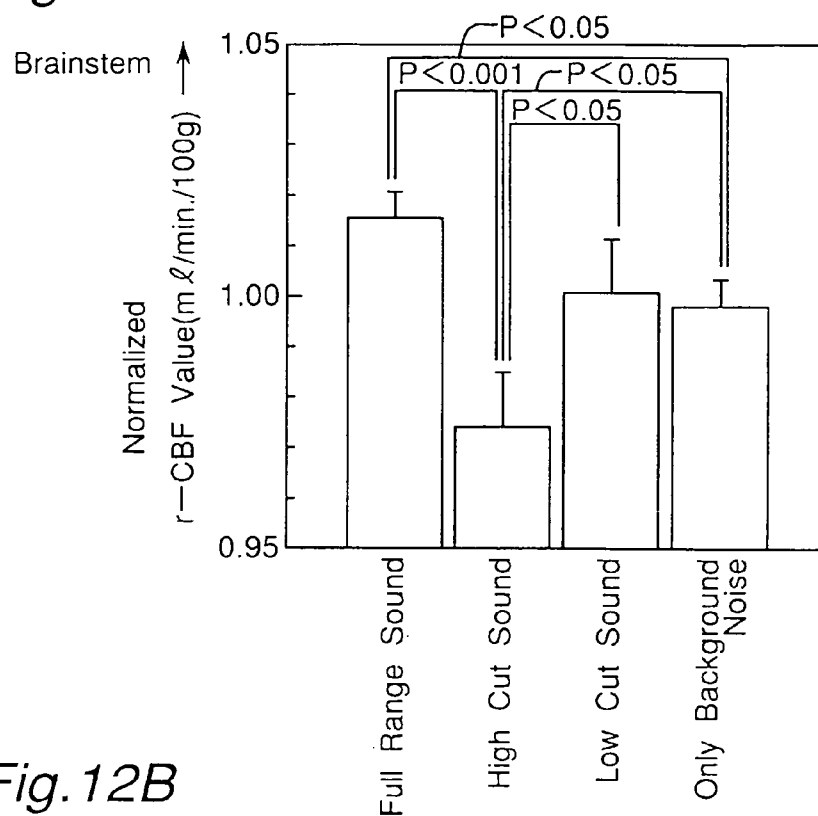 P<0.05
1.05
Brainstem
P<0.001
P<0.05
P<0.05
Normalized
r-CBF Value(mℓ/min./100g)
1.00
0.95
Full Range Sound
High Cut Sound
Low Cut Sound
Only Background
Noise
Fig.12B